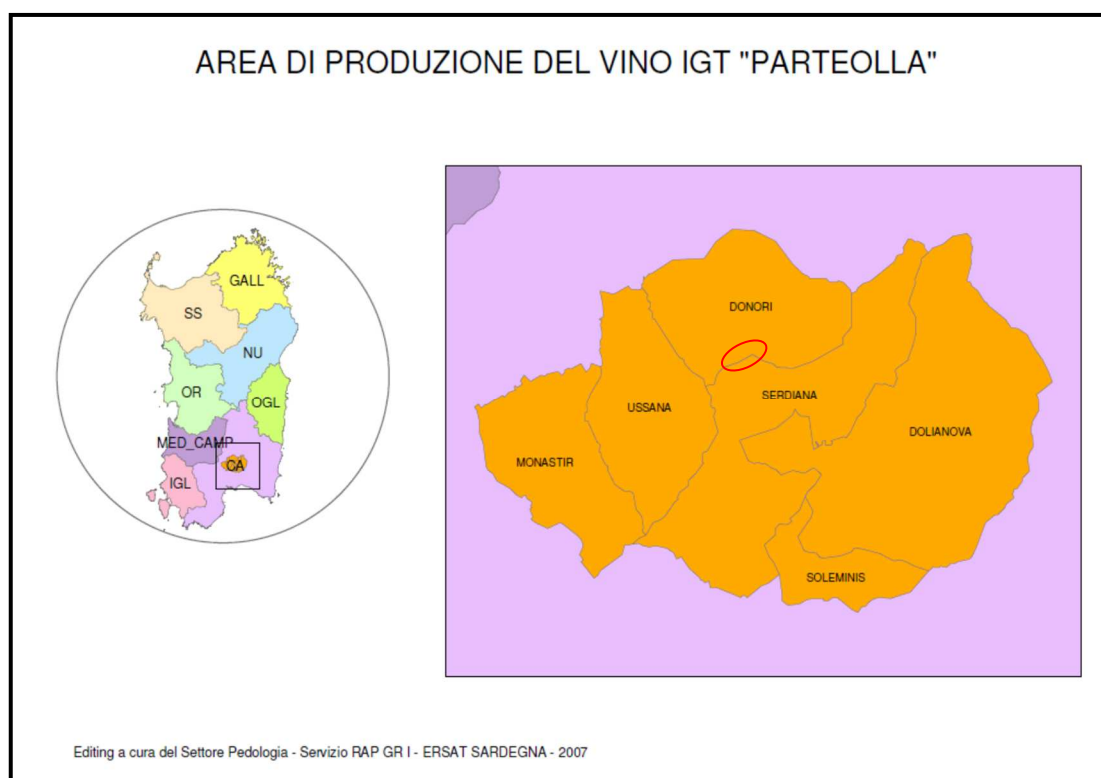 AREA DI PRODUZIONE DEL VINO IGT "PARTEOLLA"
GALL
SS
NU
OR
OGL
MED_CAMP
CA
IGL
DONORI
SERDIANA
USSANA
DOLIANOVA
MONASTIR
SOLEMINIS
Editing a cura del Settore Pedologia - Servizio RAP GR I - ERSAT SARDEGNA - 2007